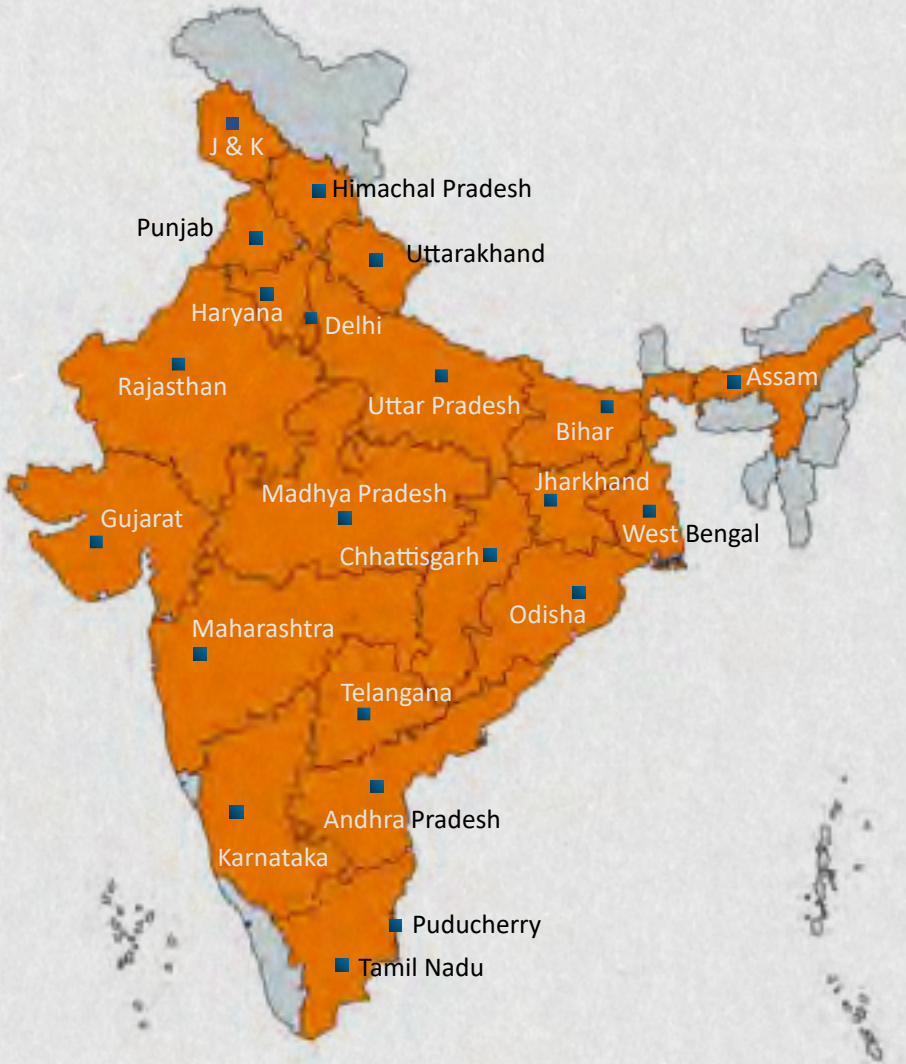 J & K
Himachal Pradesh
Punjab
Uttarakhand
Haryana
Delhi
Rajasthan
Assam
Uttar Pradesh
Bihar
Jharkhand
Madhya Pradesh
Gujarat
West Bengal
Chhattisgarh
Odisha
Maharashtra
Telangana
Andhra Pradesh
Karnataka
Puducherry
Tamil Nadu